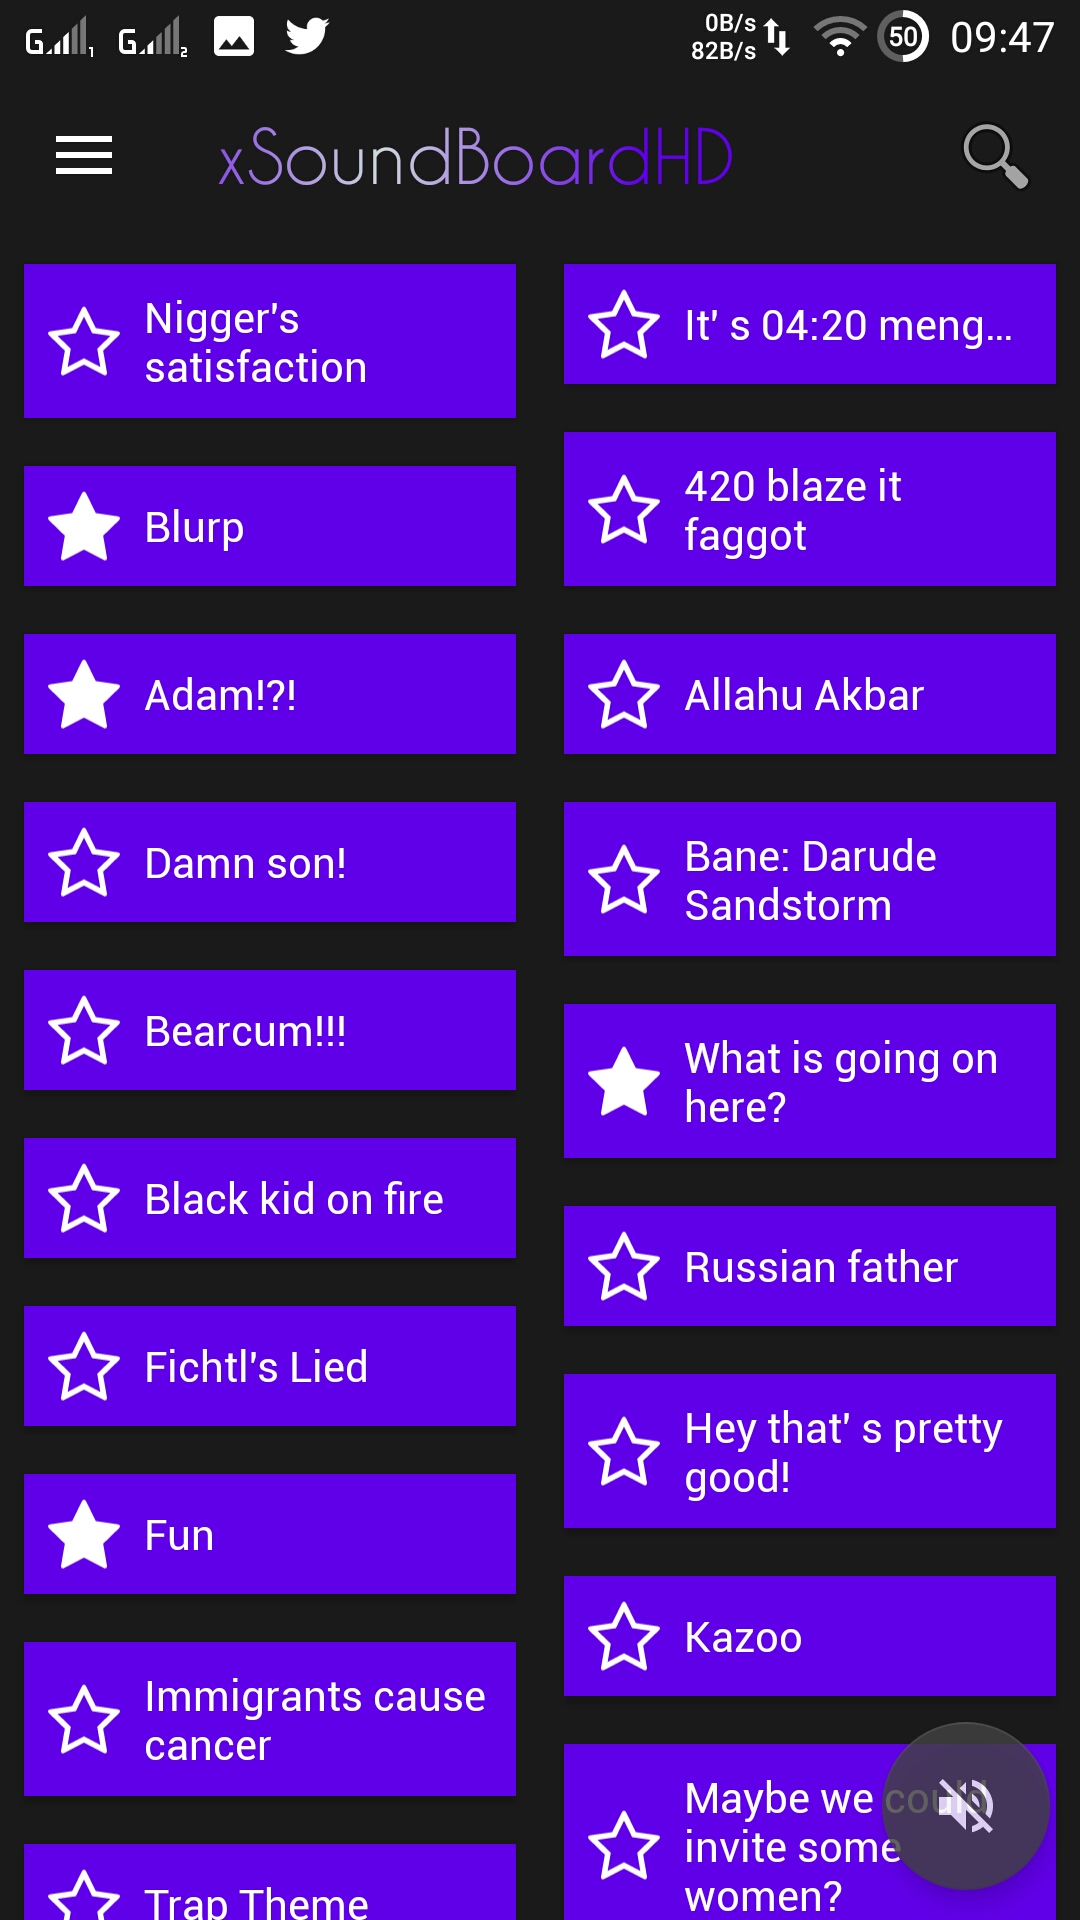 G 1 G 2 0B/s 82B/s 50 09:47
xSoundBoardHD
Nigger's
satisfaction
Blurp
Adam!?!
Damn son!
Bearcum!!!
Black kid on fire
Fichtl's Lied
Fun
Immigrants cause
cancer
Trap Theme
It' s 04:20 meng...
420 blaze it
faggot
Allahu Akbar
Bane: Darude
Sandstorm
What is going on
here?
Russian father
Hey that' s pretty
good!
Kazoo
Maybe we could
invite some
women?